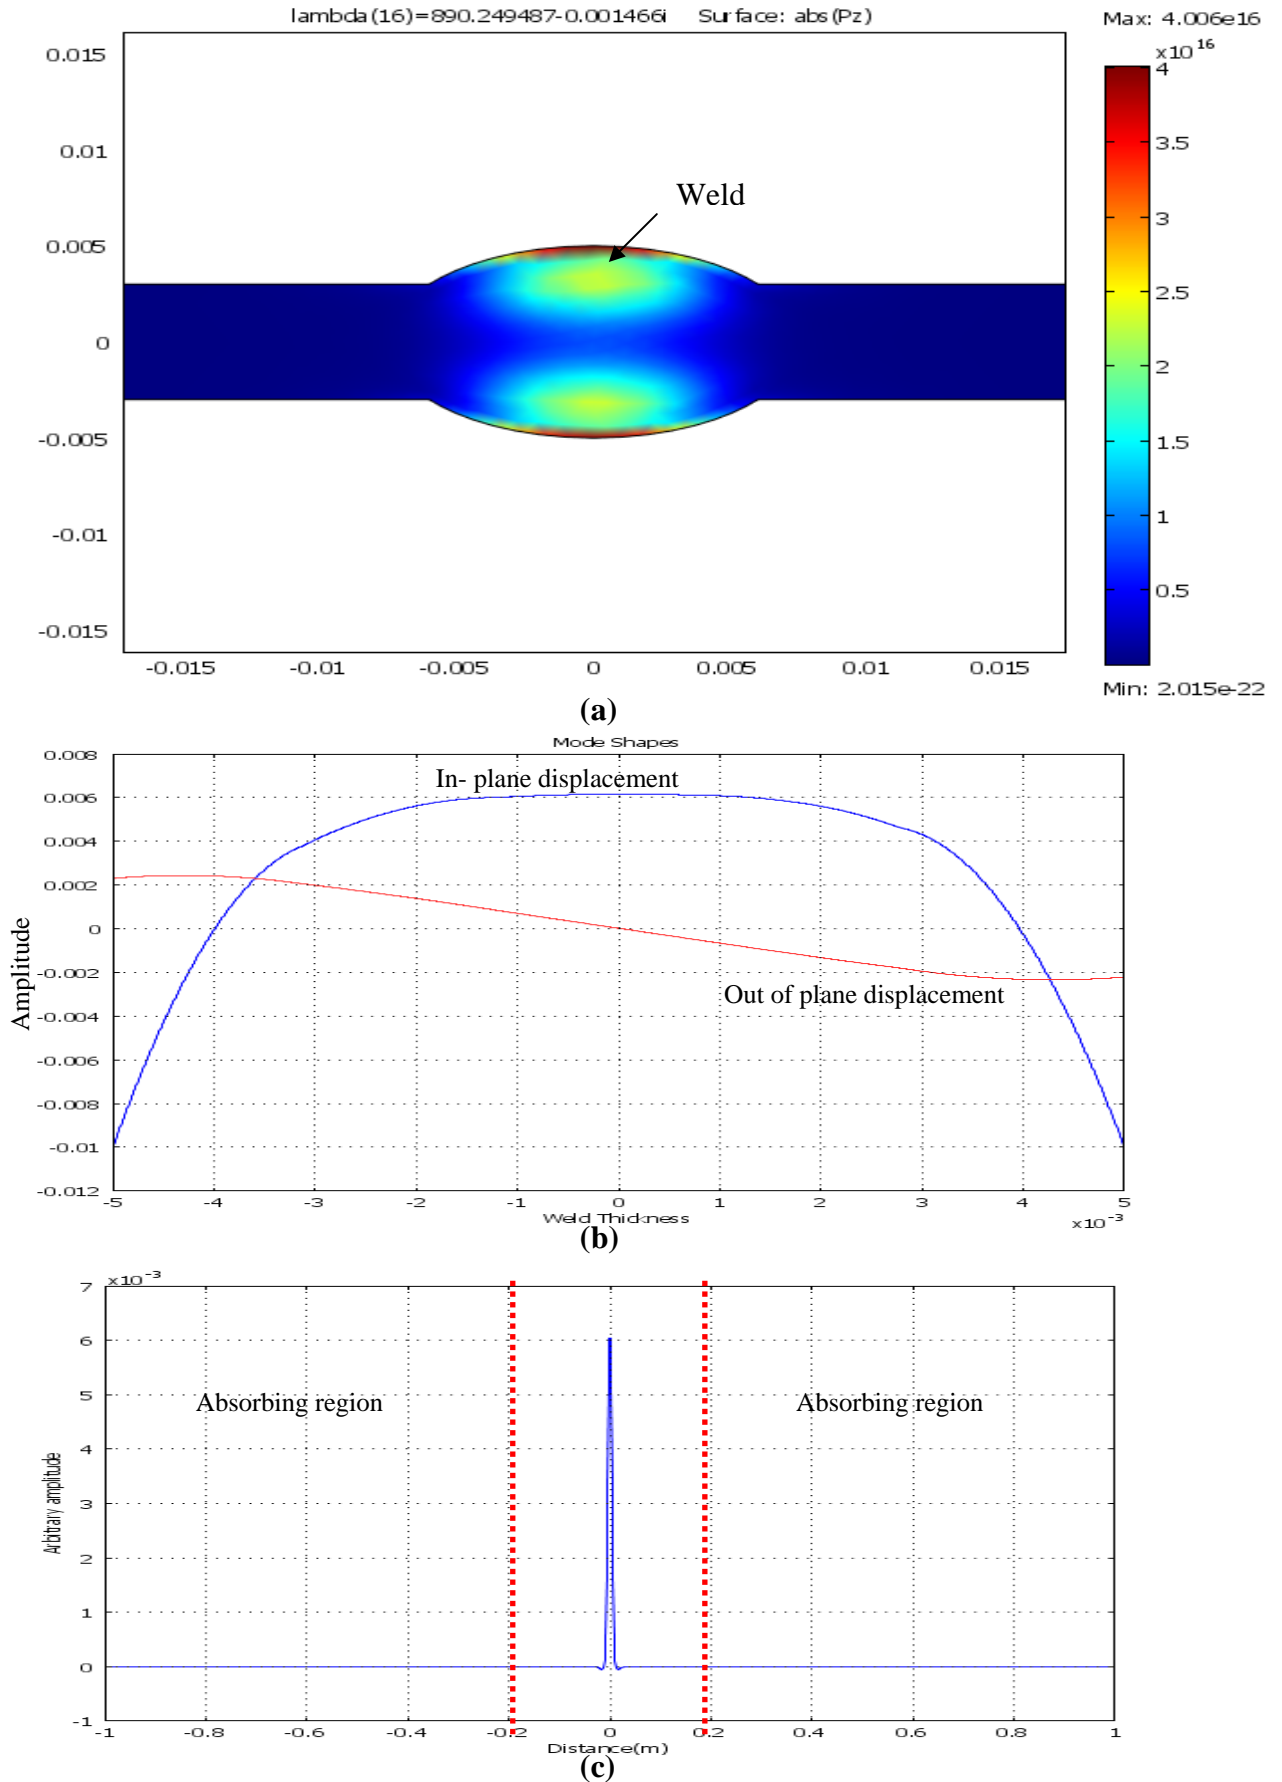 lambda(16)=890.249487-0.001466i Surface: abs(Pz)
Max: 4.006e16
x10^16
4
3.5
3
2.5
2
1.5
1
0.5
Min: 2.015e-22
0.015
0.01
0.005
0
-0.005
-0.01
-0.015
Weld
-0.015 -0.01 -0.005 0 0.005 0.01 0.015
(a)
Mode Shapes
0.008
0.006
0.004
0.002
0
-0.002
-0.004
-0.006
-0.008
-0.01
-0.012
Amplitude
In- plane displacement
Out of plane displacement
-5 -4 -3 -2 -1 0 1 2 3 4 5
Weld Thickness
x10^-3
(b)
x10^-3
7
6
5
4
3
2
1
0
-1
Arbitrary amplitude
Absorbing region
Absorbing region
-1 -0.8 -0.6 -0.4 -0.2 0 0.2 0.4 0.6 0.8 1
Distance(m)
(c)